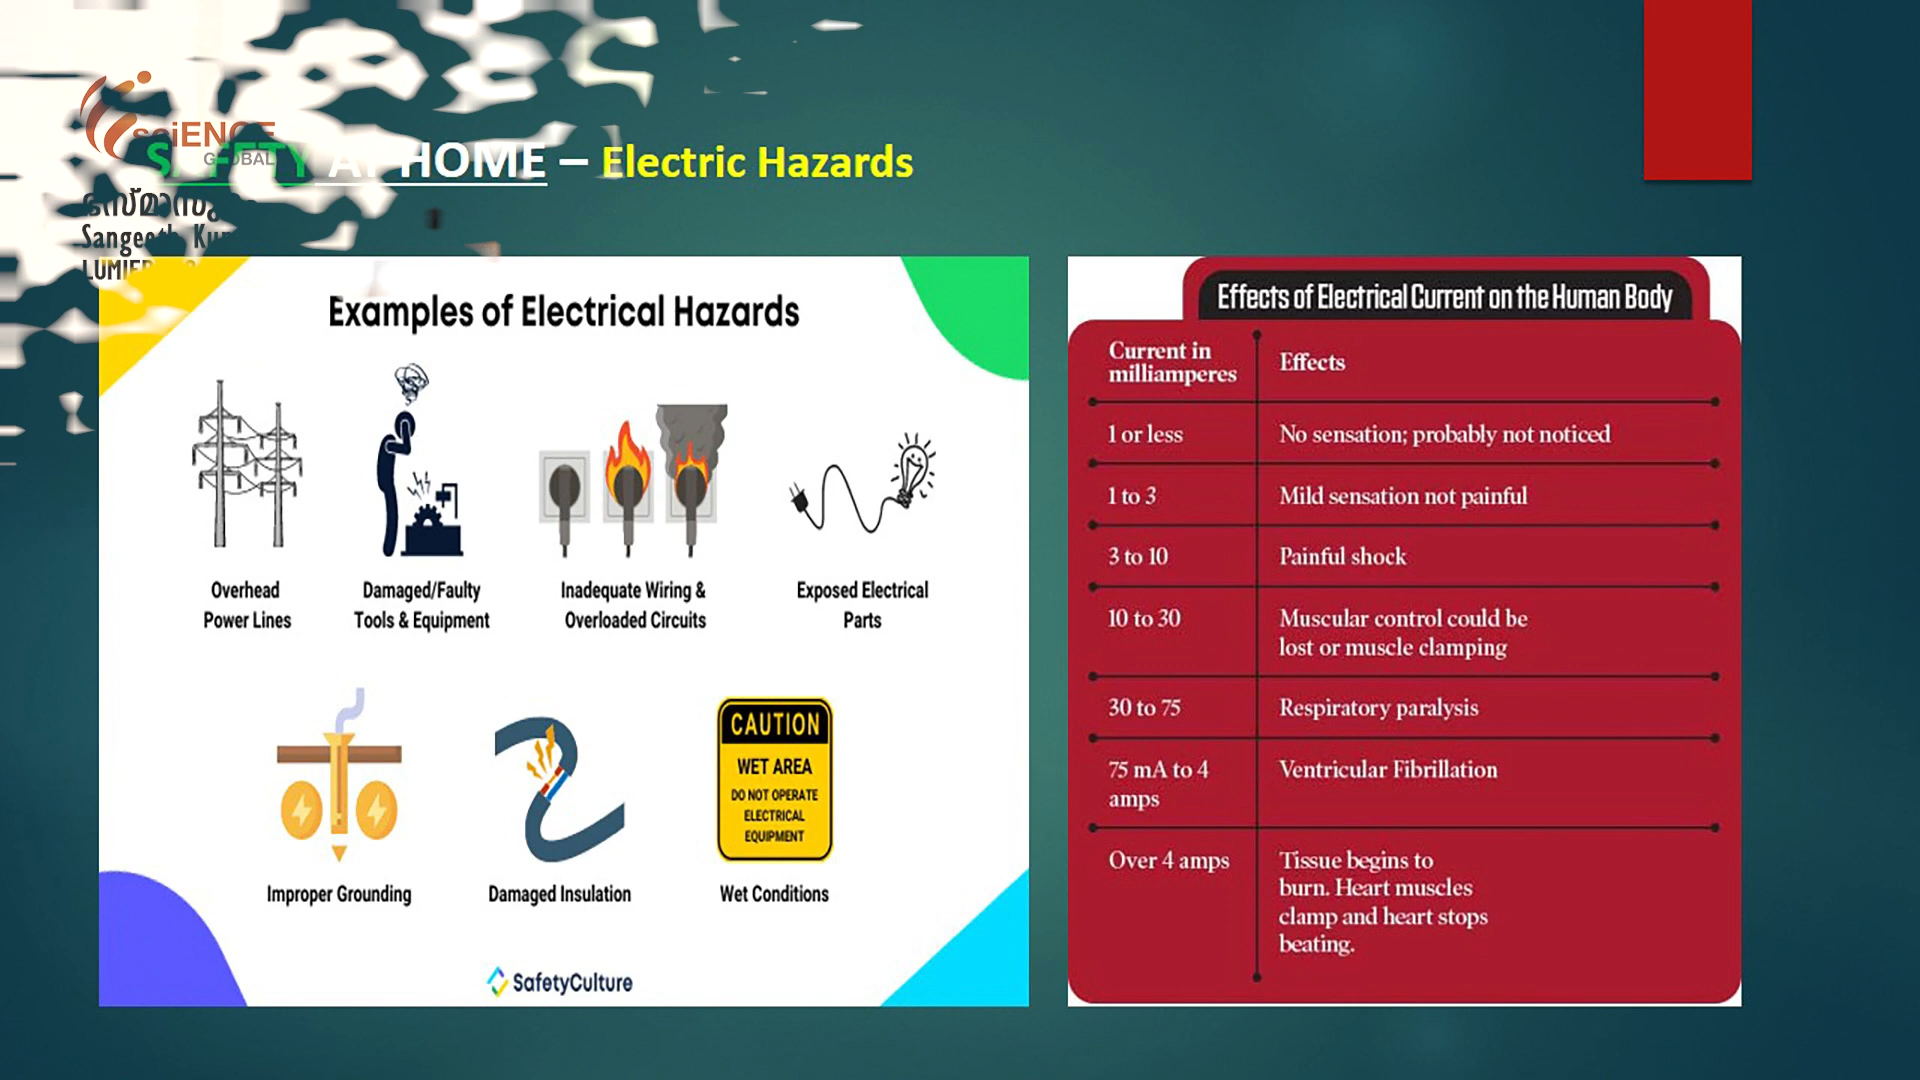 GLOBAL
SAFETY AT HOME – Electric Hazards
Examples of Electrical Hazards
Overhead
Power Lines
Damaged/Faulty
Tools & Equipment
Inadequate Wiring &
Overloaded Circuits
Exposed Electrical
Parts
CAUTION
WET AREA
DO NOT OPERATE
ELECTRICAL
EQUIPMENT
Improper Grounding
Damaged Insulation
Wet Conditions
SafetyCulture
Effects of Electrical Current on the Human Body
Current in
milliamperes
Effects
1 or less
No sensation; probably not noticed
1 to 3
Mild sensation not painful
3 to 10
Painful shock
10 to 30
Muscular control could be
lost or muscle clamping
30 to 75
Respiratory paralysis
75 mA to 4
amps
Ventricular Fibrillation
Over 4 amps
Tissue begins to
burn. Heart muscles
clamp and heart stops
beating.